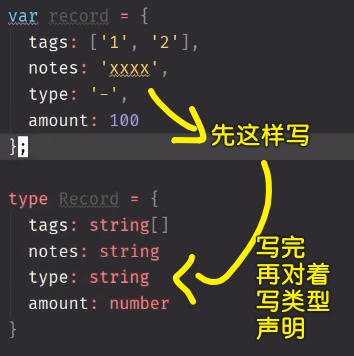 var record = {
tags: ['1', '2'],
notes: 'xxxx',
type: '-',
amount: 100
};
先这样写
type Record = {
tags: string[]
notes: string
type: string
amount: number
}
写完
再对着
写类型
声明